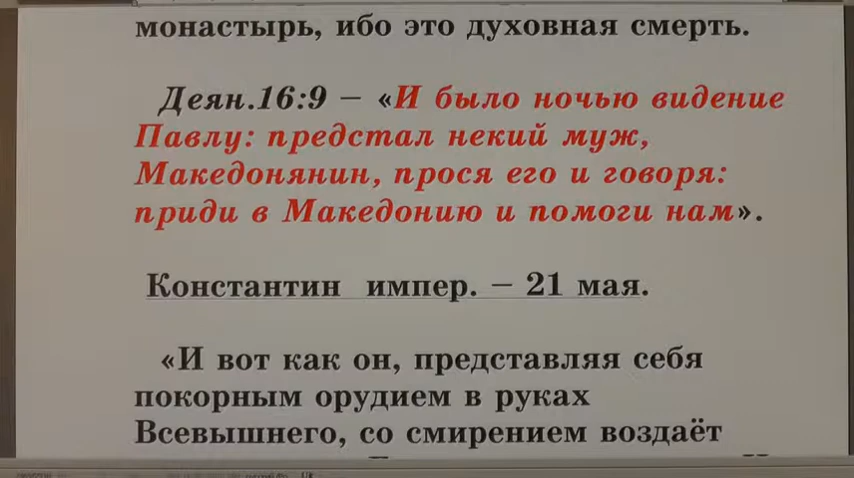 монастырь, ибо это духовная смерть.
Деян.16:9 – «И было ночью видение
Павлу: предстал некий муж,
Македонянин, прося его и говоря:
приди в Македонию и помоги нам».
Константин импер. – 21 мая.
«И вот как он, представляя себя
покорным орудием в руках
Всевышнего, со смирением воздаёт